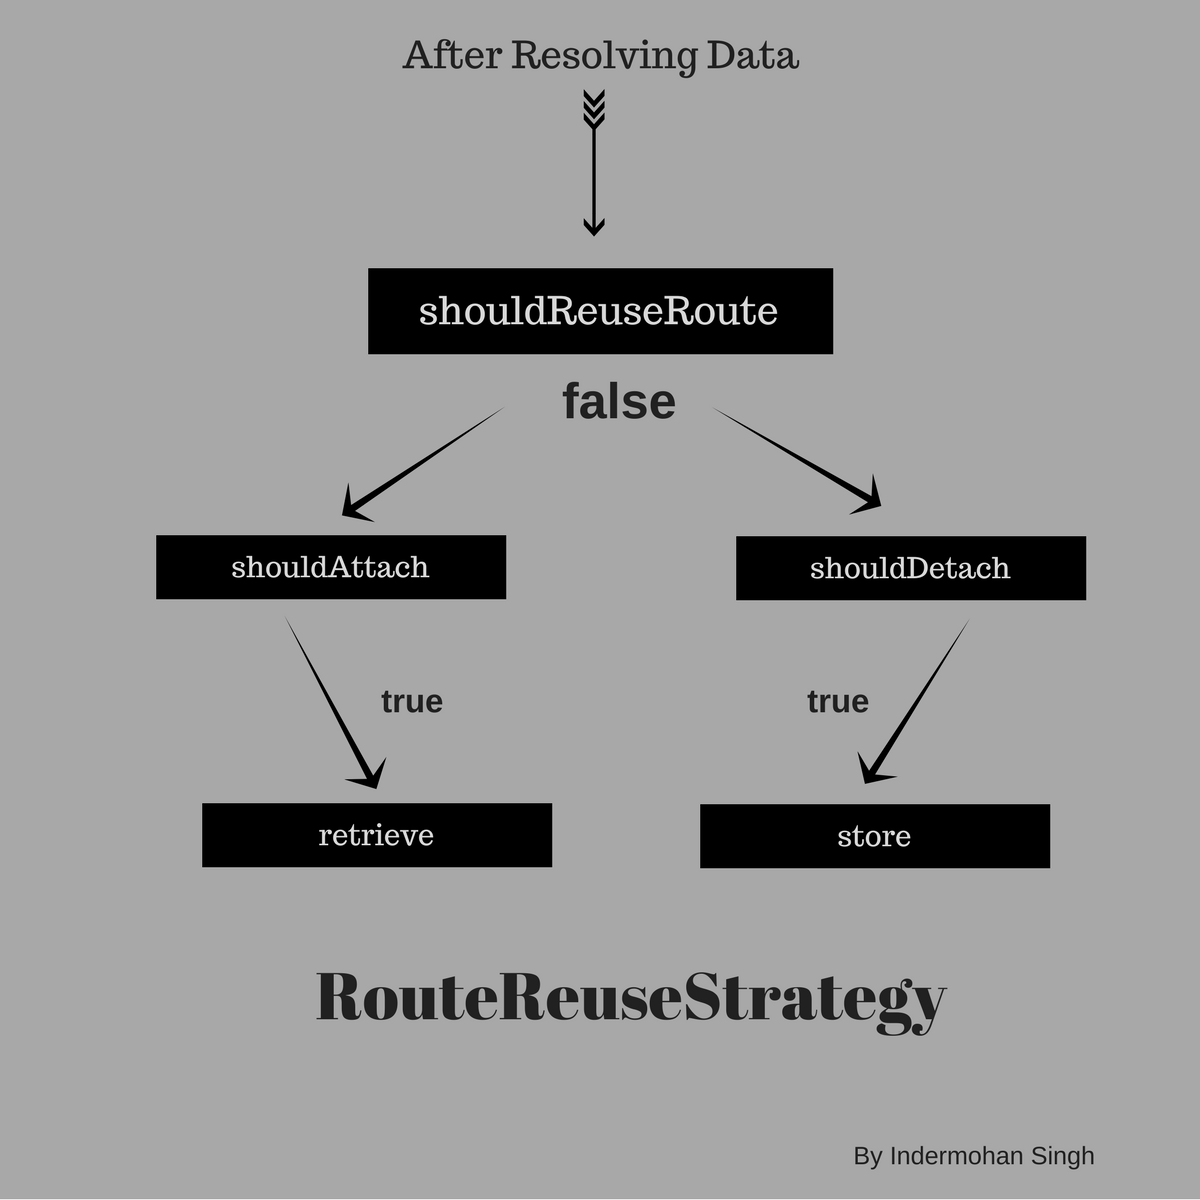 After Resolving Data
shouldReuseRoute
false
shouldAttach
shouldDetach
true
true
retrieve
store
RouteReuseStrategy
By Indermohan Singh